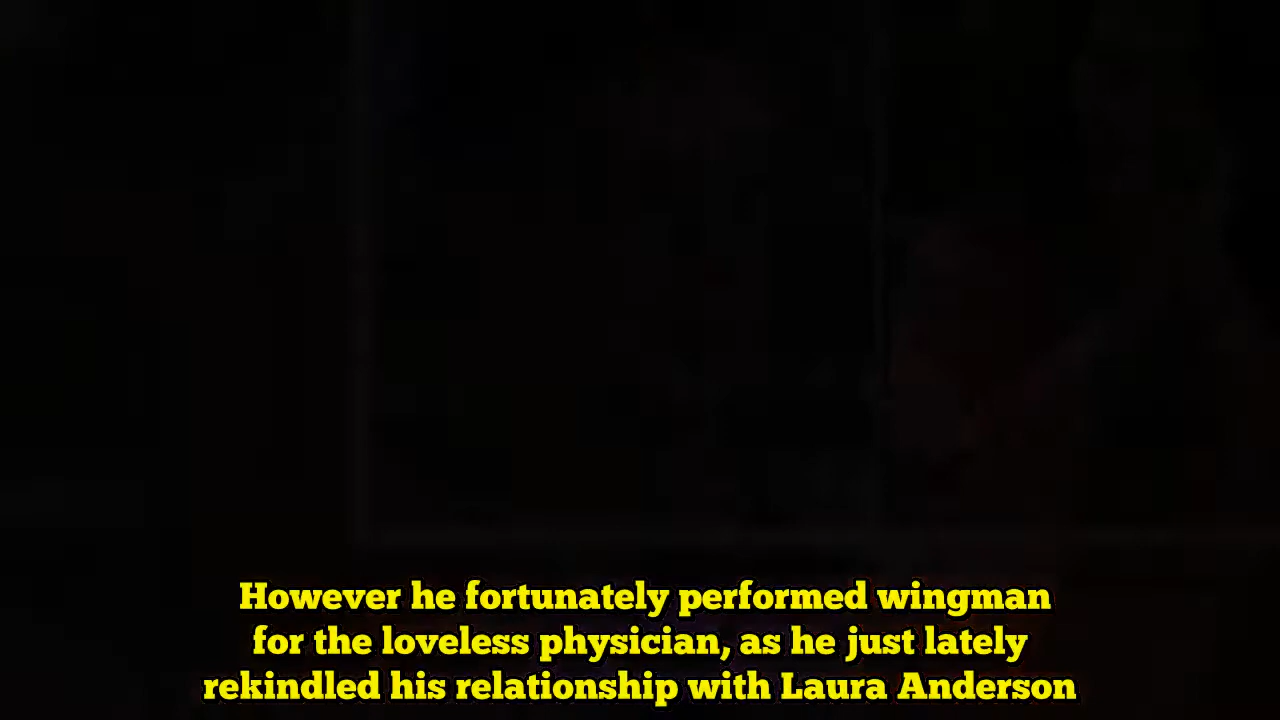 However he fortunately performed wingman
for the loveless physician, as he just lately
rekindled his relationship with Laura Anderson